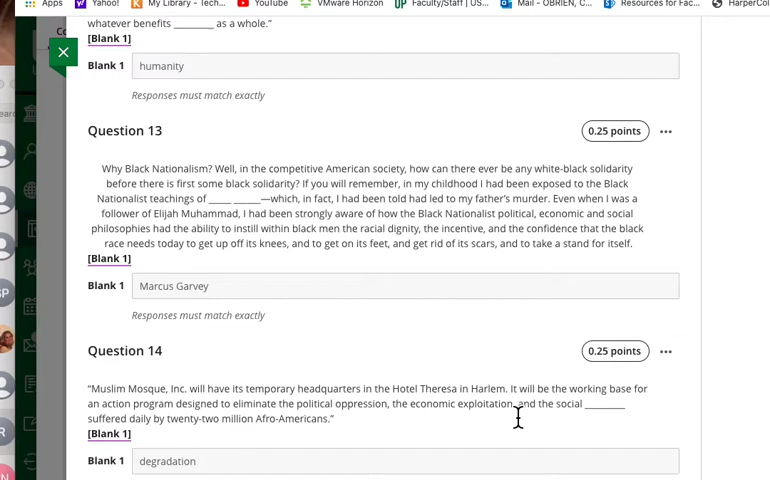 Apps Yahoo! My Library - Tech... YouTube VMware Horizon Faculty/Staff | US... Mail - OBRIEN, C... Resources for Fac... HarperCol
whatever benefits ________ as a whole.”
[Blank 1]
Blank 1 humanity
Responses must match exactly
Question 13 0.25 points
Why Black Nationalism? Well, in the competitive American society, how can there ever be any white-black solidarity
before there is first some black solidarity? If you will remember, in my childhood I had been exposed to the Black
Nationalist teachings of _____ ______—which, in fact, I had been told had led to my father’s murder. Even when I was a
follower of Elijah Muhammad, I had been strongly aware of how the Black Nationalist political, economic and social
philosophies had the ability to instill within black men the racial dignity, the incentive, and the confidence that the black
race needs today to get up off its knees, and to get on its feet, and get rid of its scars, and to take a stand for itself.
[Blank 1]
Blank 1 Marcus Garvey
Responses must match exactly
Question 14 0.25 points
“Muslim Mosque, Inc. will have its temporary headquarters in the Hotel Theresa in Harlem. It will be the working base for
an action program designed to eliminate the political oppression, the economic exploitation, and the social ________
suffered daily by twenty-two million Afro-Americans.”
[Blank 1]
Blank 1 degradation